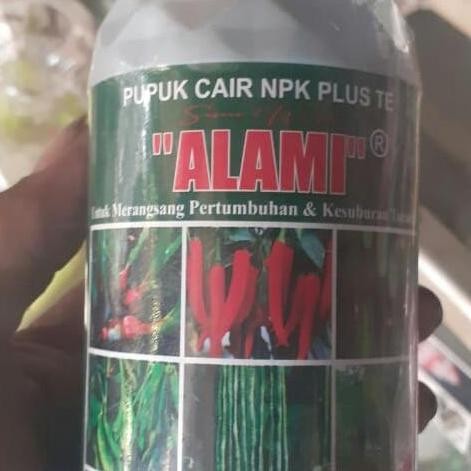 PUPUK CAIR NPK PLUS TE
"ALAMI"®
Untuk Merangsang Pertumbuhan & Kesuburan